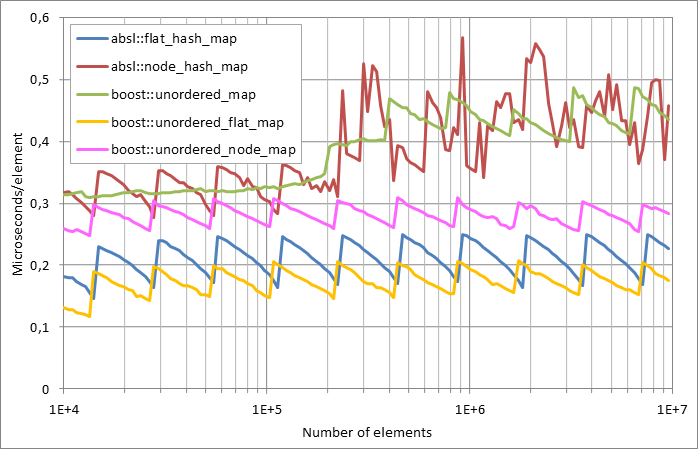 0,6
0,5
0,4
0,3
0,2
0,1
0
Microseconds/element
absl::flat_hash_map
absl::node_hash_map
boost::unordered_map
boost::unordered_flat_map
boost::unordered_node_map
1E+4 1E+5 1E+6 1E+7
Number of elements